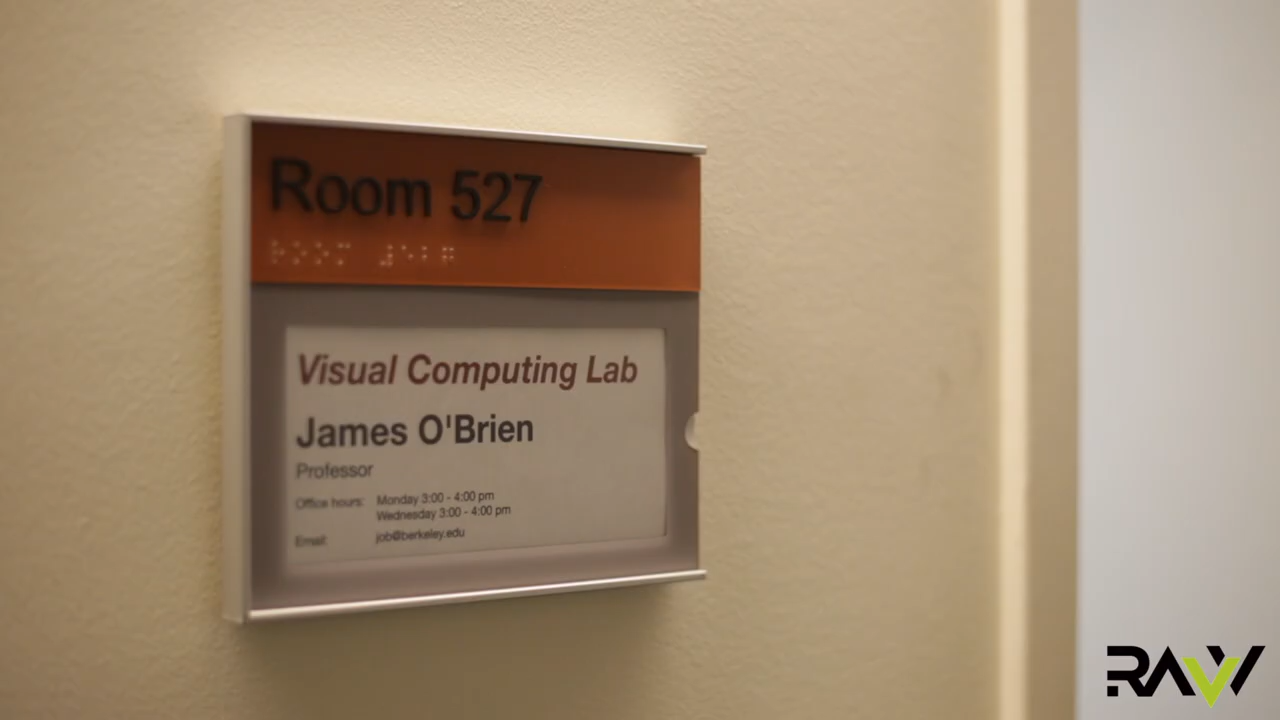 Room 527
Visual Computing Lab
James O'Brien
Professor
Office hours: Monday 3:00 - 4:00 pm
Wednesday 3:00 - 4:00 pm
Email: job@berkeley.edu
RAW